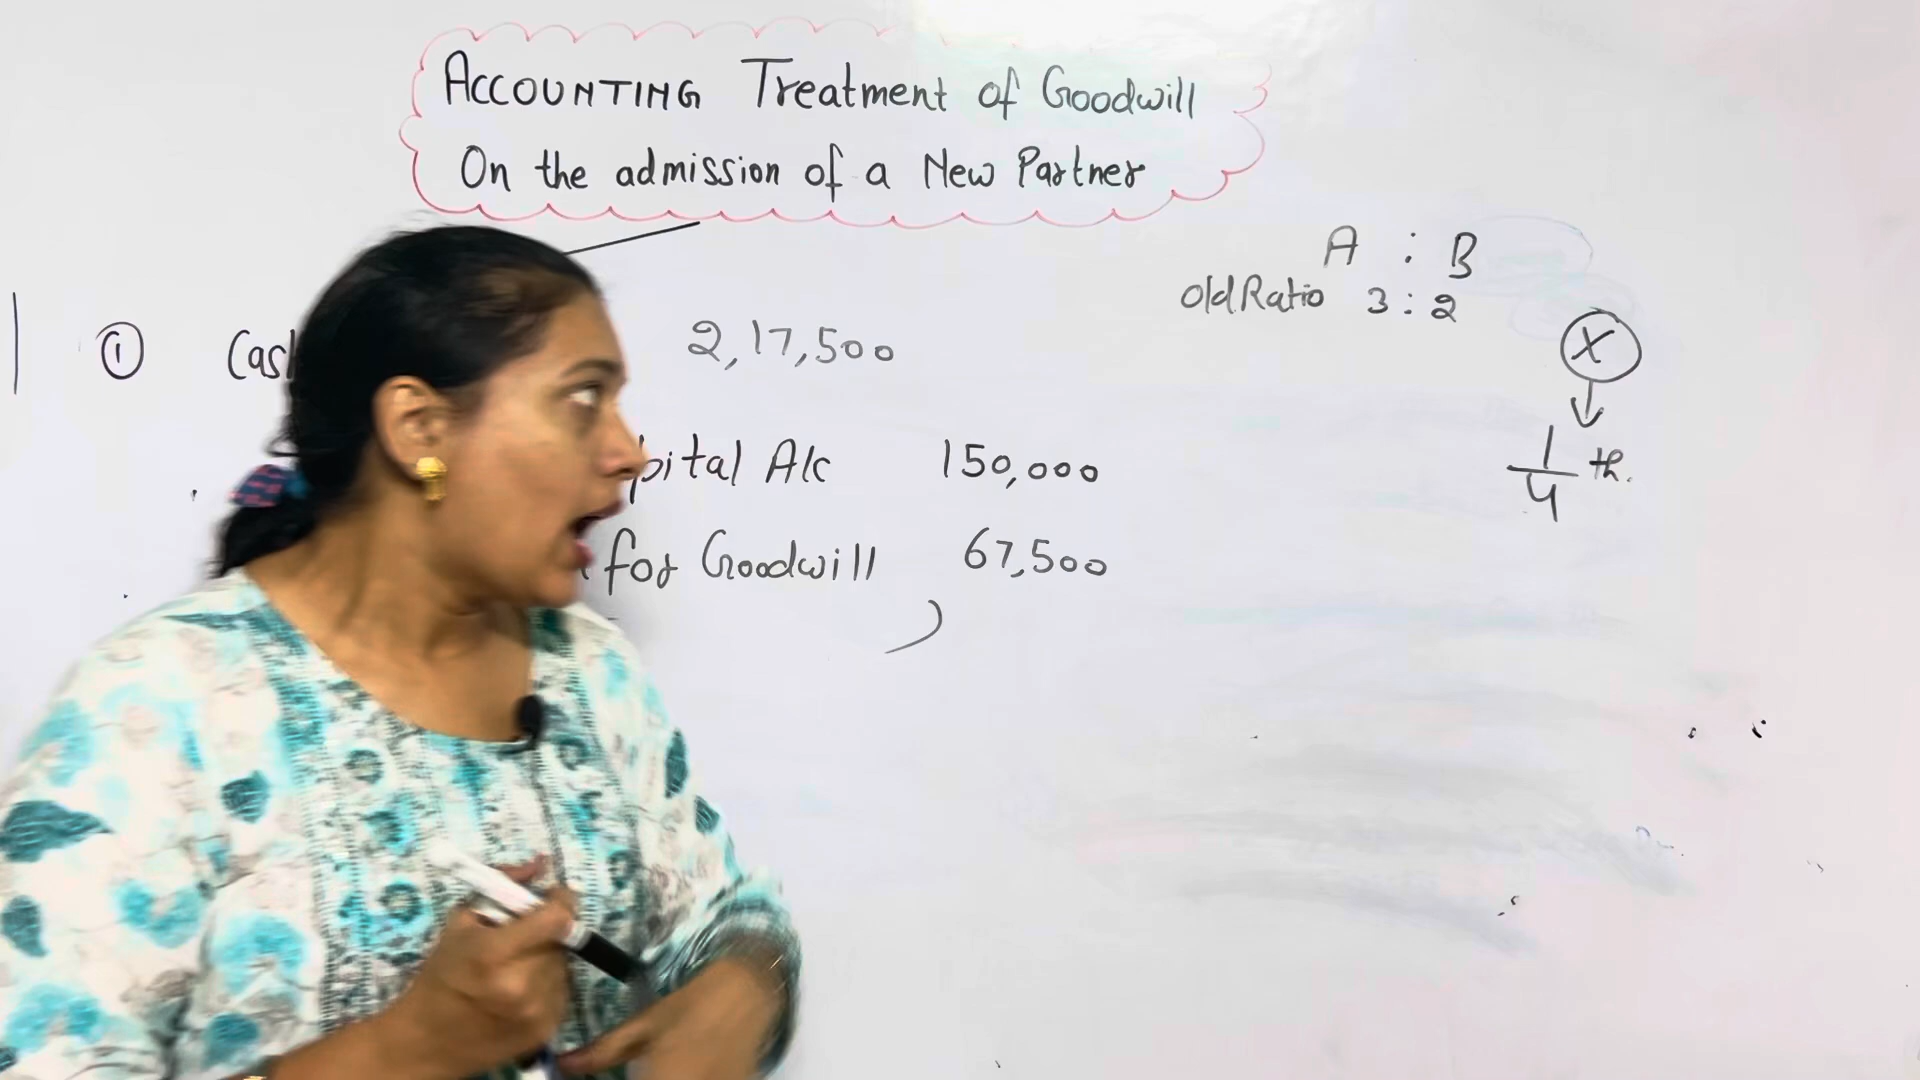 ACCOUNTING Treatment of Goodwill
On the admission of a New Partner
A : B
Old Ratio 3 : 2
① 2,17,500
X
A/c 150,000
1/4 th.
for Goodwill 67,500